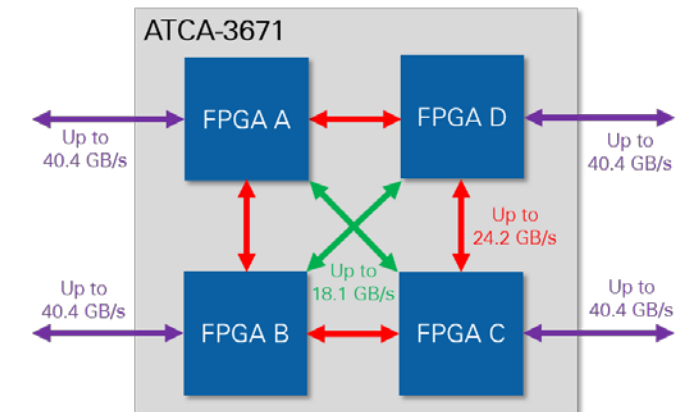 ATCA-3671
FPGA A
FPGA D
Up to
40.4 GB/s
Up to
40.4 GB/s
Up to
24.2 GB/s
Up to
18.1 GB/s
Up to
40.4 GB/s
Up to
40.4 GB/s
FPGA B
FPGA C